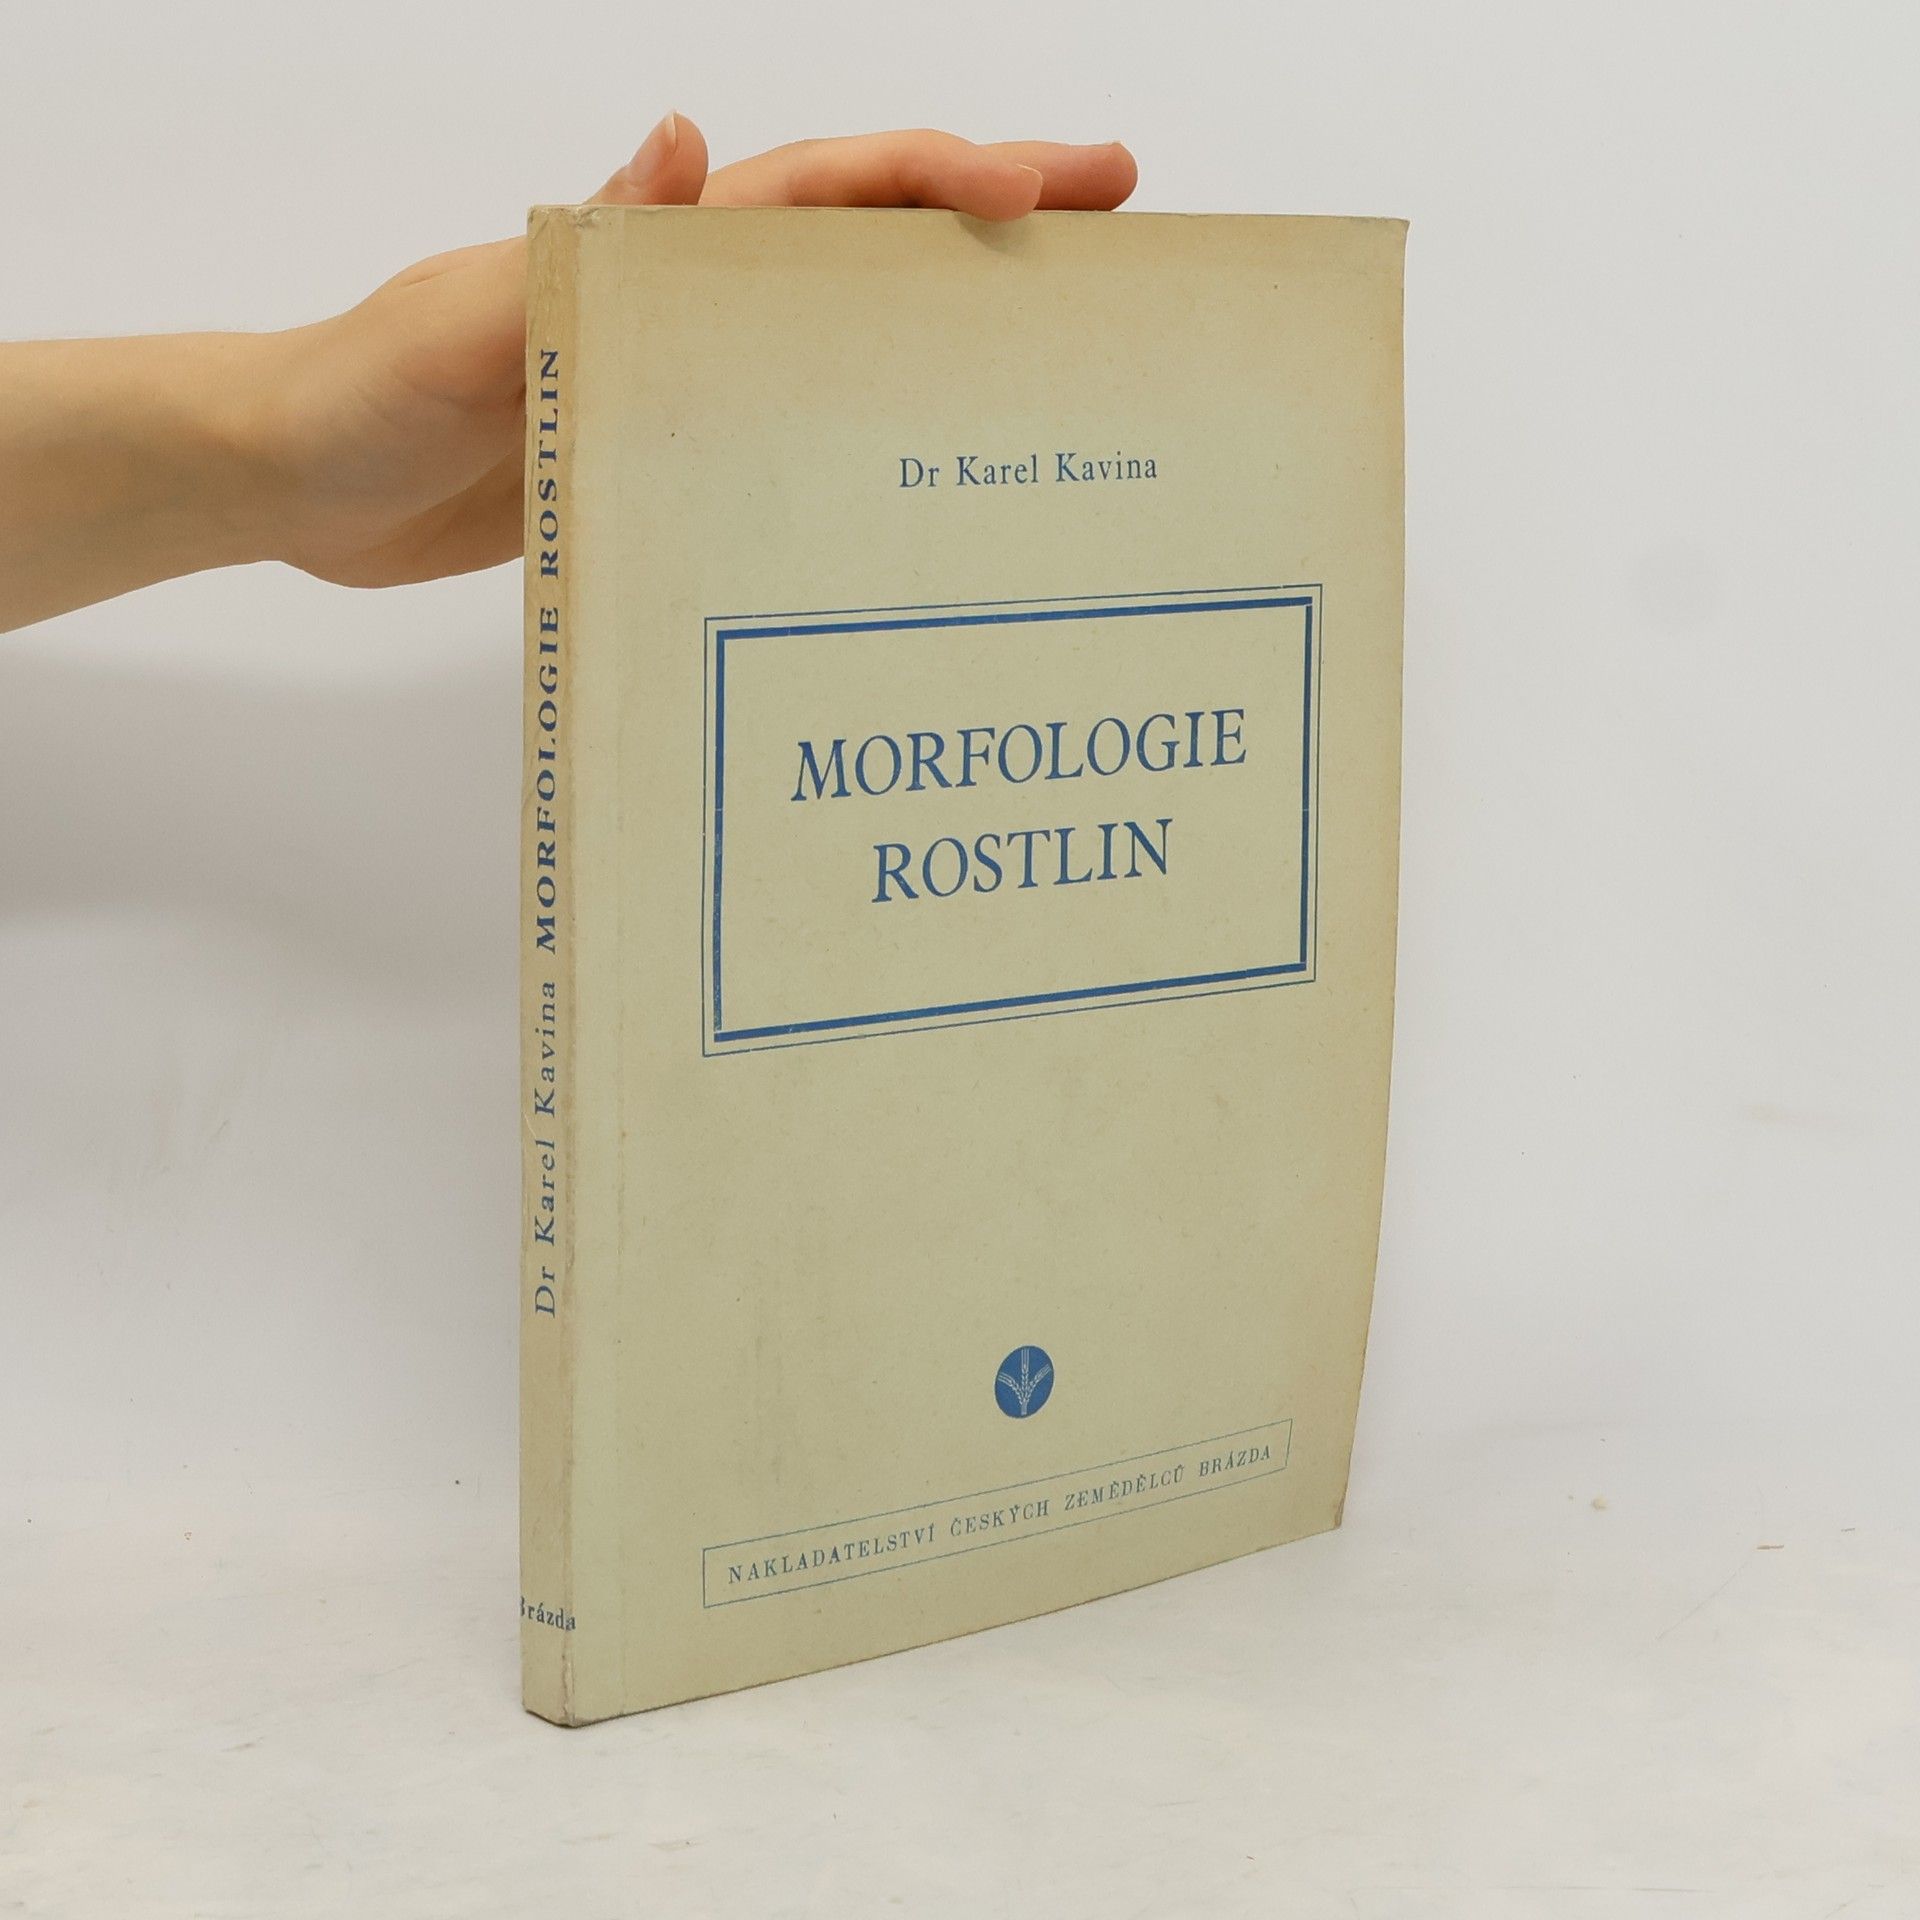 Dr Karel Kavina
MORFOLOGIE
ROSTLIN
NAKLADATELSTVÍ ČESKÝCH ZEMĚDĚLCŮ BRÁZDA
Dr Karel Kavina MORFOLOGIE ROSTLIN
Brázda